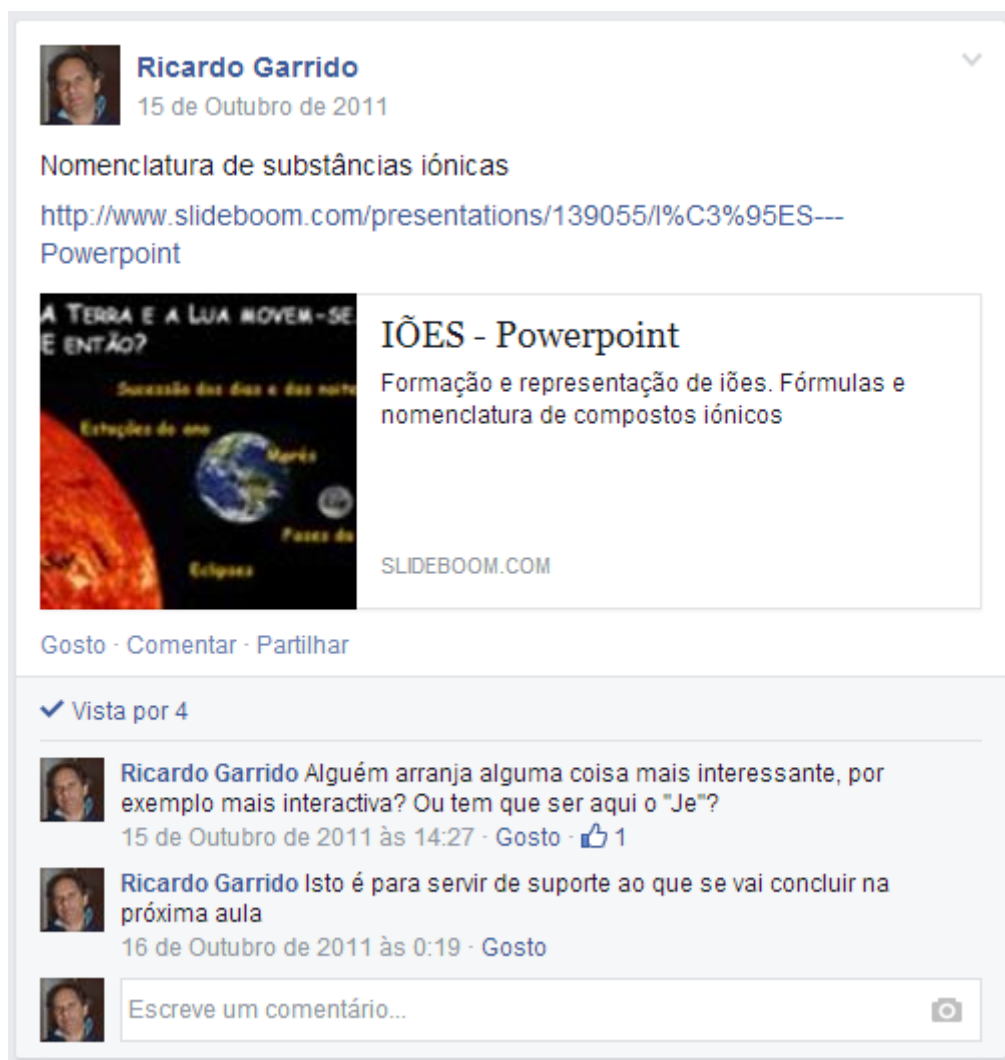 Ricardo Garrido
15 de Outubro de 2011
Nomenclatura de substâncias iónicas
http://www.slideboom.com/presentations/139055/I%C3%95ES---
Powerpoint
A TERRA E A LUA MOVEM-SE
E ENTÃO?
Sucessão dos dias e das noite
Estações do ano
Marés
Lua
Fases da
Eclipses
IÕES - Powerpoint
Formação e representação de iões. Fórmulas e
nomenclatura de compostos iónicos
SLIDEBOOM.COM
Gosto · Comentar · Partilhar
Vista por 4
Ricardo Garrido Alguém arranja alguma coisa mais interessante, por
exemplo mais interactiva? Ou tem que ser aqui o "Je"?
15 de Outubro de 2011 às 14:27 · Gosto · 1
Ricardo Garrido Isto é para servir de suporte ao que se vai concluir na
próxima aula
16 de Outubro de 2011 às 0:19 · Gosto
Escreve um comentário...